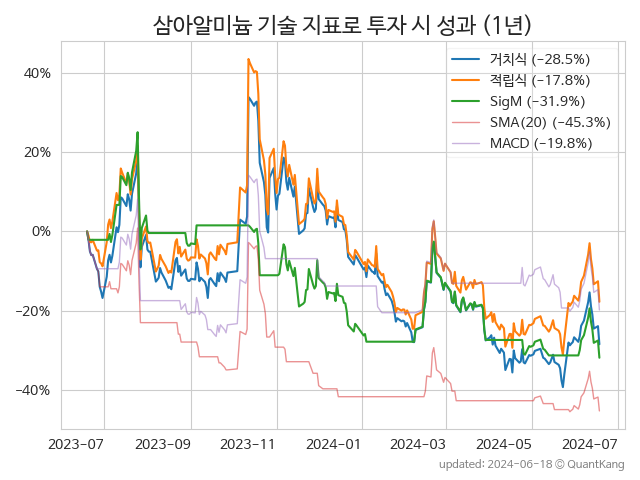 삼아알미늄 기술 지표로 투자 시 성과 (1년)
거치식 (−28.5%)
적립식 (−17.8%)
SigM (−31.9%)
SMA(20) (−45.3%)
MACD (−19.8%)
40%
20%
0%
−20%
−40%
2023-07 2023-09 2023-11 2024-01 2024-03 2024-05 2024-07
updated: 2024-06-18 © QuantKang